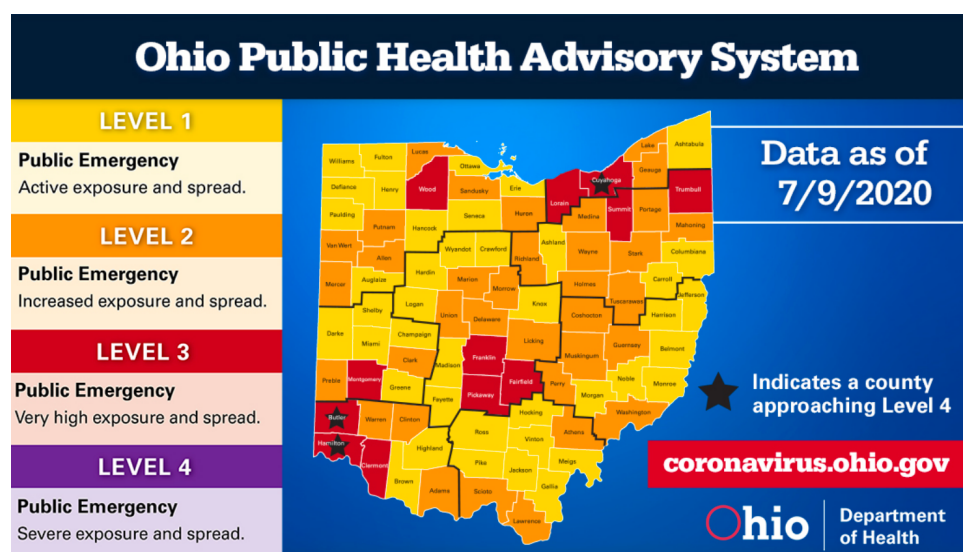 Ohio Public Health Advisory System
LEVEL 1
Public Emergency
Active exposure and spread.
LEVEL 2
Public Emergency
Increased exposure and spread.
LEVEL 3
Public Emergency
Very high exposure and spread.
LEVEL 4
Public Emergency
Severe exposure and spread.
Williams
Fulton
Lucas
Ottawa
Lake
Ashtabula
Geauga
Cuyahoga
Defiance
Henry
Wood
Sandusky
Erie
Lorain
Trumbull
Paulding
Seneca
Huron
Medina
Summit
Portage
Putnam
Hancock
Mahoning
Van Wert
Allen
Wyandot
Crawford
Richland
Ashland
Wayne
Stark
Columbiana
Mercer
Auglaize
Hardin
Marion
Morrow
Holmes
Carroll
Jefferson
Shelby
Logan
Union
Delaware
Knox
Coshocton
Tuscarawas
Harrison
Darke
Miami
Champaign
Licking
Muskingum
Guernsey
Belmont
Clark
Madison
Franklin
Preble
Montgomery
Greene
Fayette
Pickaway
Fairfield
Perry
Morgan
Noble
Monroe
Butler
Warren
Clinton
Ross
Hocking
Athens
Washington
Hamilton
Clermont
Highland
Vinton
Meigs
Brown
Adams
Pike
Jackson
Scioto
Gallia
Lawrence
Data as of
7/9/2020
Indicates a county
approaching Level 4
coronavirus.ohio.gov
Ohio
Department
of Health